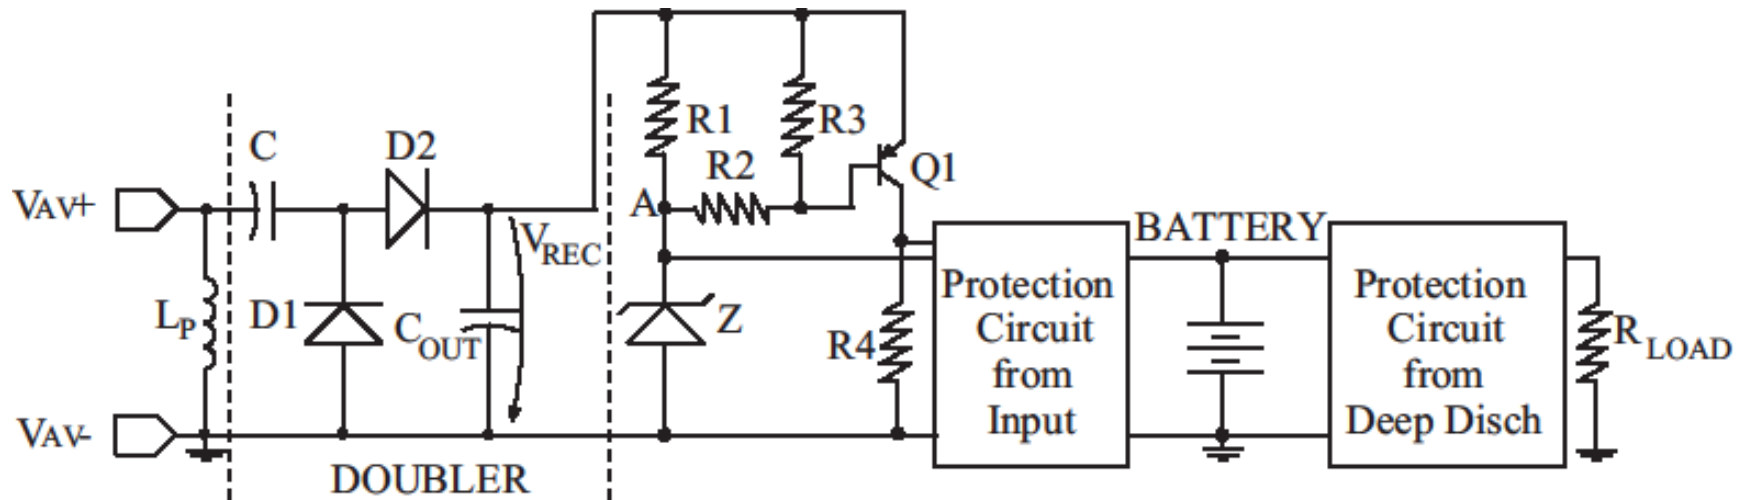 C
D2
R1
R3
R2
Q1
VAV+
A
VREC
BATTERY
LP
D1
COUT
Z
R4
Protection
Circuit
from
Input
Protection
Circuit
from
Deep Disch
RLOAD
VAV-
DOUBLER